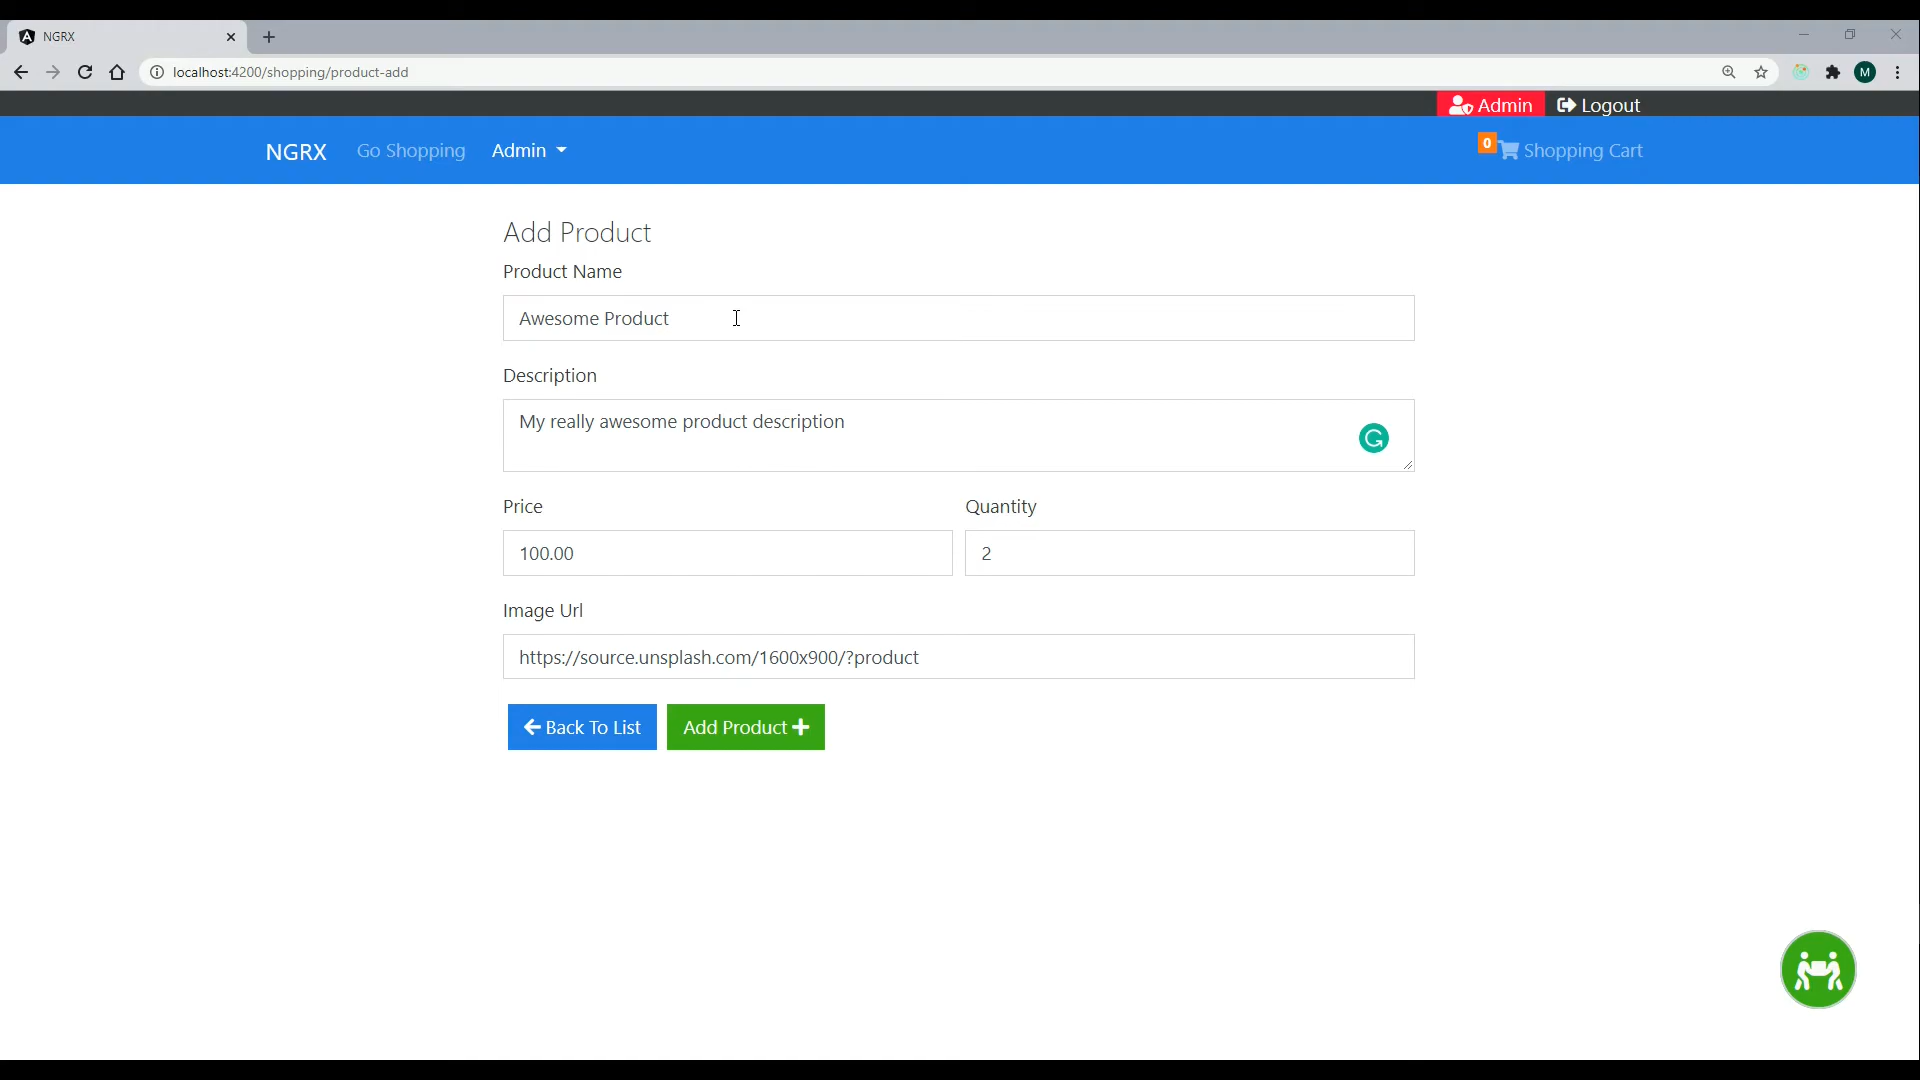 NGRX
localhost:4200/shopping/product-add
M
Admin
Logout
NGRX
Go Shopping
Admin
0
Shopping Cart
Add Product
Product Name
Awesome Product
Description
My really awesome product description
Price
Quantity
100.00
2
Image Url
https://source.unsplash.com/1600x900/?product
Back To List
Add Product